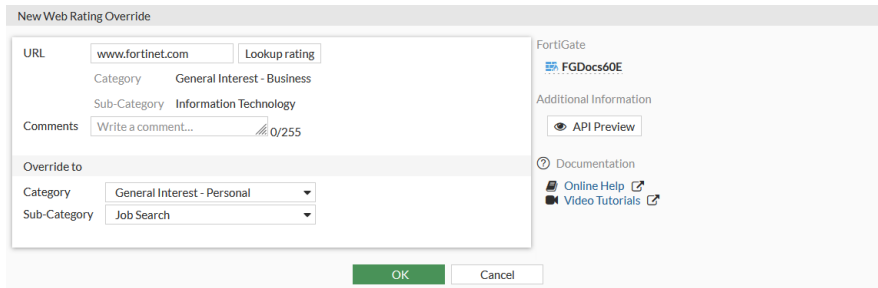 New Web Rating Override
URL www.fortinet.com Lookup rating
Category General Interest - Business
Sub-Category Information Technology
Comments Write a comment... 0/255
Override to
Category General Interest - Personal
Sub-Category Job Search
FortiGate
FGDocs60E
Additional Information
API Preview
Documentation
Online Help
Video Tutorials
OK Cancel